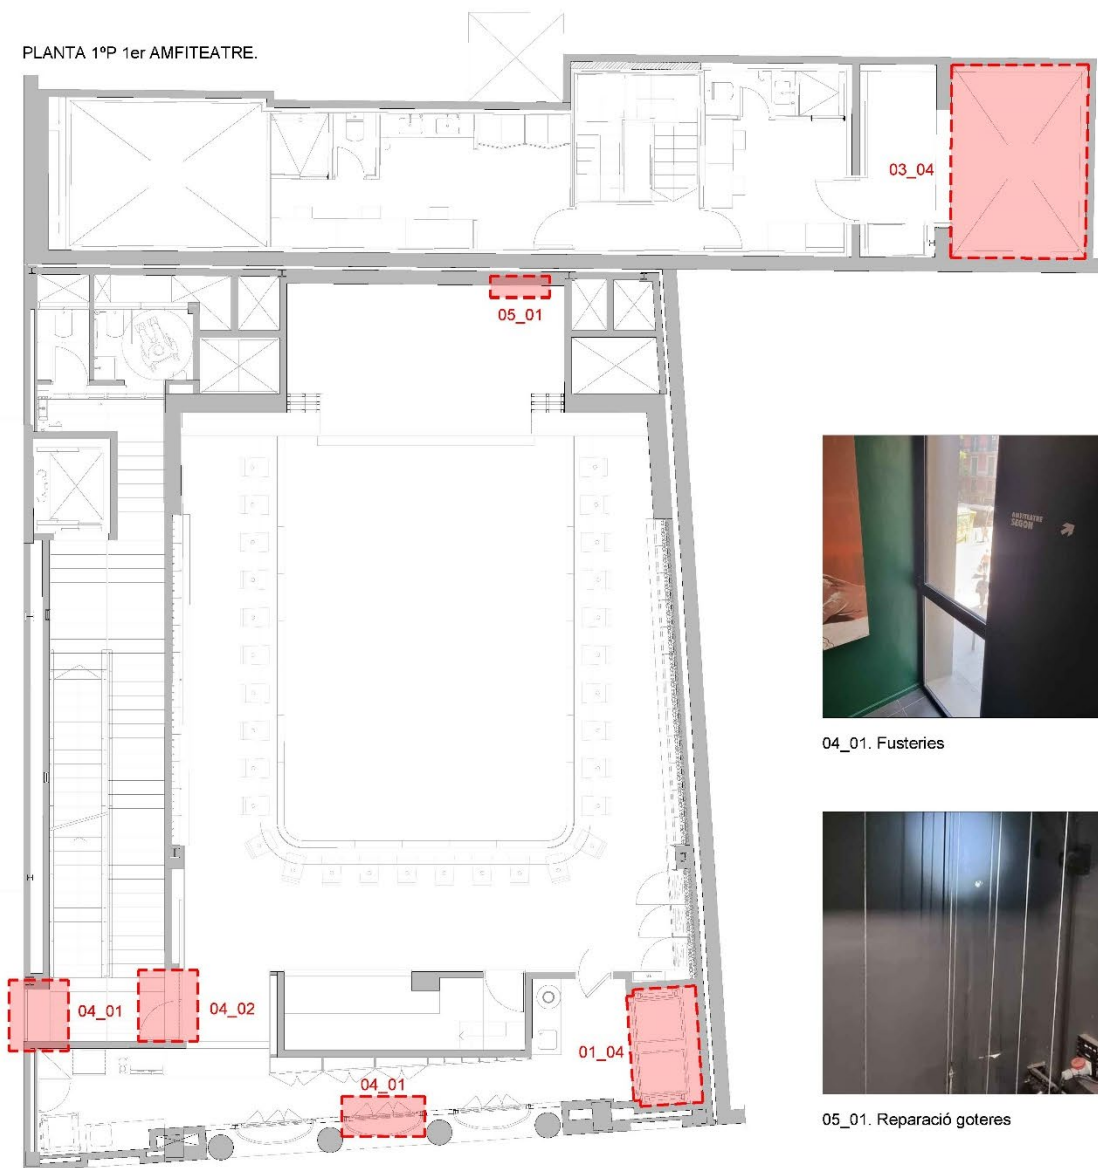 PLANTA 1ºP 1er AMFITEATRE.
03_04
05_01
AMFITEATRE
SEGON
04_01. Fusteries
04_01
04_02
01_04
04_01
05_01. Reparació goteres